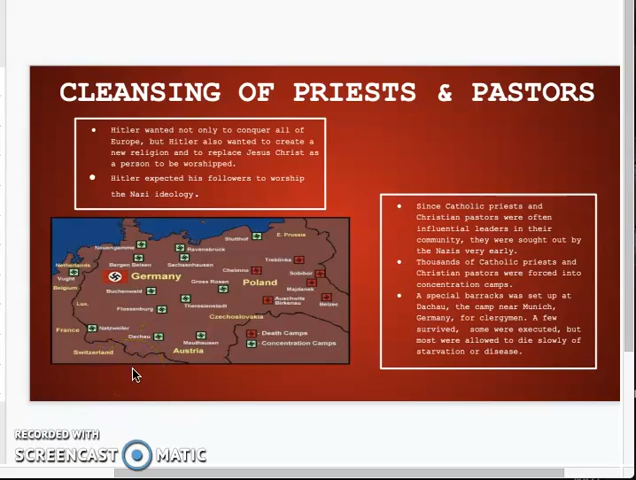 CLEANSING OF PRIESTS & PASTORS
● Hitler wanted not only to conquer all of
Europe, but Hitler also wanted to create a
new religion and to replace Jesus Christ as
a person to be worshipped.
● Hitler expected his followers to worship
the Nazi ideology.
● Since Catholic priests and
Christian pastors were often
influential leaders in their
community, they were sought out by
the Nazis very early.
● Thousands of Catholic priests and
Christian pastors were forced into
concentration camps.
● A special barracks was set up at
Dachau, the camp near Munich,
Germany, for clergymen. A few
survived, some were executed, but
most were allowed to die slowly of
starvation or disease.
Stutthof
E. Prussia
Neuengamme
Ravensbruck
Bergen Belsen
Sachsenhausen
Netherlands
Vught
Belgium
Germany
Chelmno
Treblinka
Sobibor
Gross Rosen
Poland
Majdanek
Buchenwald
Lux.
Flossenburg
Theresienstadt
Auschwitz
Birkenau
Belzec
Czechoslovakia
France
Natzweiler
Dachau
Mauthausen
Austria
Switzerland
- Death Camps
- Concentration Camps
RECORDED WITH
SCREENCAST MATIC